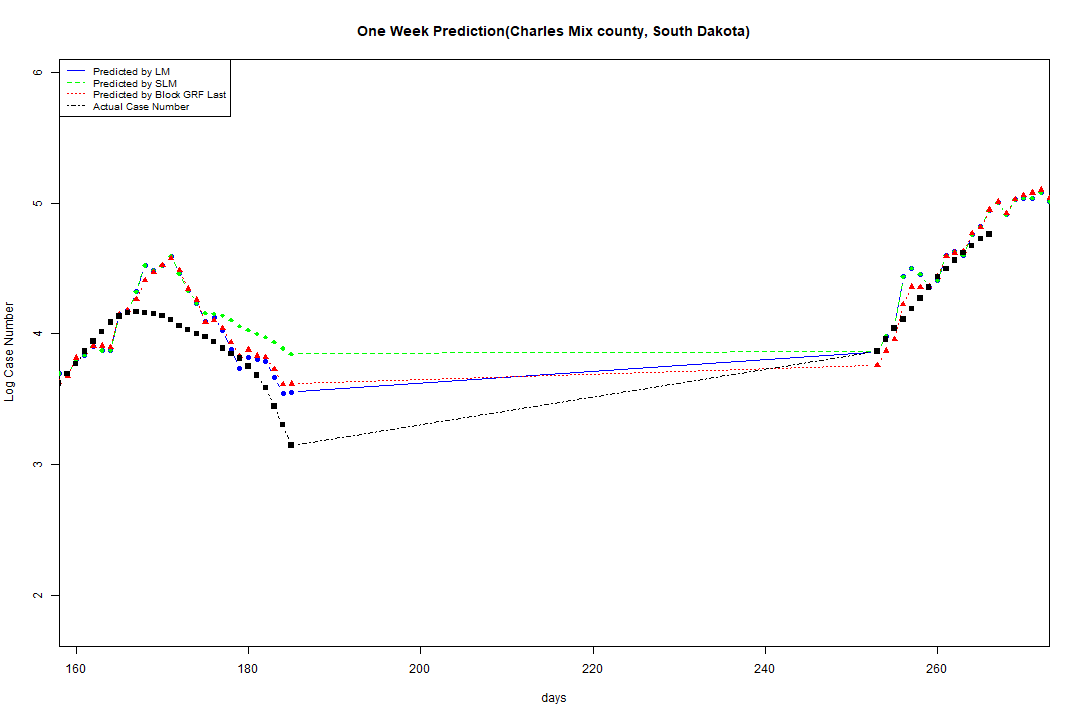 One Week Prediction(Charles Mix county, South Dakota)
Predicted by LM
Predicted by SLM
Predicted by Block GRF Last
Actual Case Number
6
5
4
3
2
Log Case Number
160 180 200 220 240 260
days